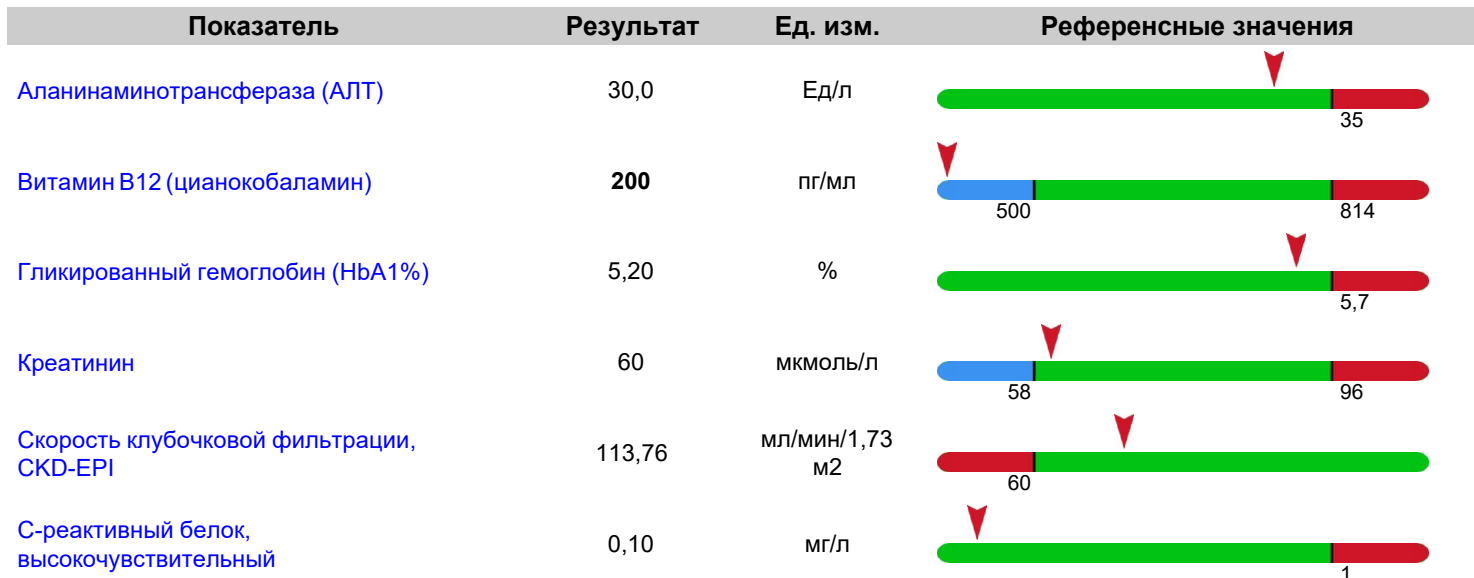 Показатель Результат Ед. изм. Референсные значения
Аланинаминотрансфераза (АЛТ) 30,0 Ед/л
35
Витамин В12 (цианокобаламин) 200 пг/мл
500 814
Гликированный гемоглобин (HbA1%) 5,20 %
5,7
Креатинин 60 мкмоль/л
58 96
Скорость клубочковой фильтрации,
CKD-EPI 113,76 мл/мин/1,73
м2
60
С-реактивный белок,
высокочувствительный 0,10 мг/л
1